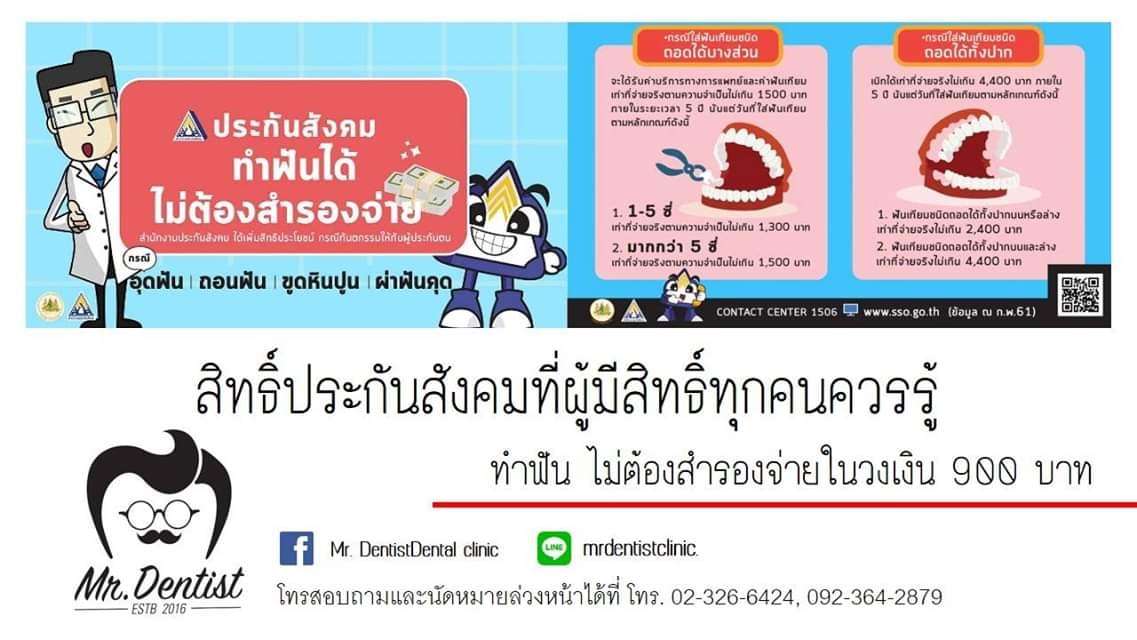 ประกันสังคม
ทำฟันได้
ไม่ต้องสำรองจ่าย
สำนักงานประกันสังคม ได้เพิ่มสิทธิประโยชน์ กรณีทันตกรรมให้กับผู้ประกันตน
กรณี
อุดฟัน | ถอนฟัน | ขูดหินปูน | ผ่าฟันคุด
•กรณีใส่ฟันเทียมชนิด
ถอดได้บางส่วน
จะได้รับค่าบริการทางการแพทย์และค่าฟันเทียม
เท่าที่จ่ายจริงตามความจำเป็นไม่เกิน 1500 บาท
ภายในระยะเวลา 5 ปี นับแต่วันที่ใส่ฟันเทียม
ตามหลักเกณฑ์ดังนี้
1. 1-5 ซี่
เท่าที่จ่ายจริงตามความจำเป็นไม่เกิน 1,300 บาท
2. มากกว่า 5 ซี่
เท่าที่จ่ายจริงตามความจำเป็นไม่เกิน 1,500 บาท
•กรณีใส่ฟันเทียมชนิด
ถอดได้ทั้งปาก
เบิกได้เท่าที่จ่ายจริงไม่เกิน 4,400 บาท ภายใน
5 ปี นับแต่วันที่ใส่ฟันเทียมตามหลักเกณฑ์ดังนี้
1. ฟันเทียมชนิดถอดได้ทั้งปากบนหรือล่าง
เท่าที่จ่ายจริงไม่เกิน 2,400 บาท
2. ฟันเทียมชนิดถอดได้ทั้งปากบนและล่าง
เท่าที่จ่ายจริงไม่เกิน 4,400 บาท
CONTACT CENTER 1506 www.sso.go.th (ข้อมูล ณ ก.พ.61)
สิทธิ์ประกันสังคมที่ผู้มีสิทธิ์ทุกคนควรรู้
ทำฟัน ไม่ต้องสำรองจ่ายในวงเงิน 900 บาท
Mr. Dentist
ESTB 2016
Mr. DentistDental clinic
LINE
mrdentistclinic.
โทรสอบถามและนัดหมายล่วงหน้าได้ที่ โทร. 02-326-6424, 092-364-2879